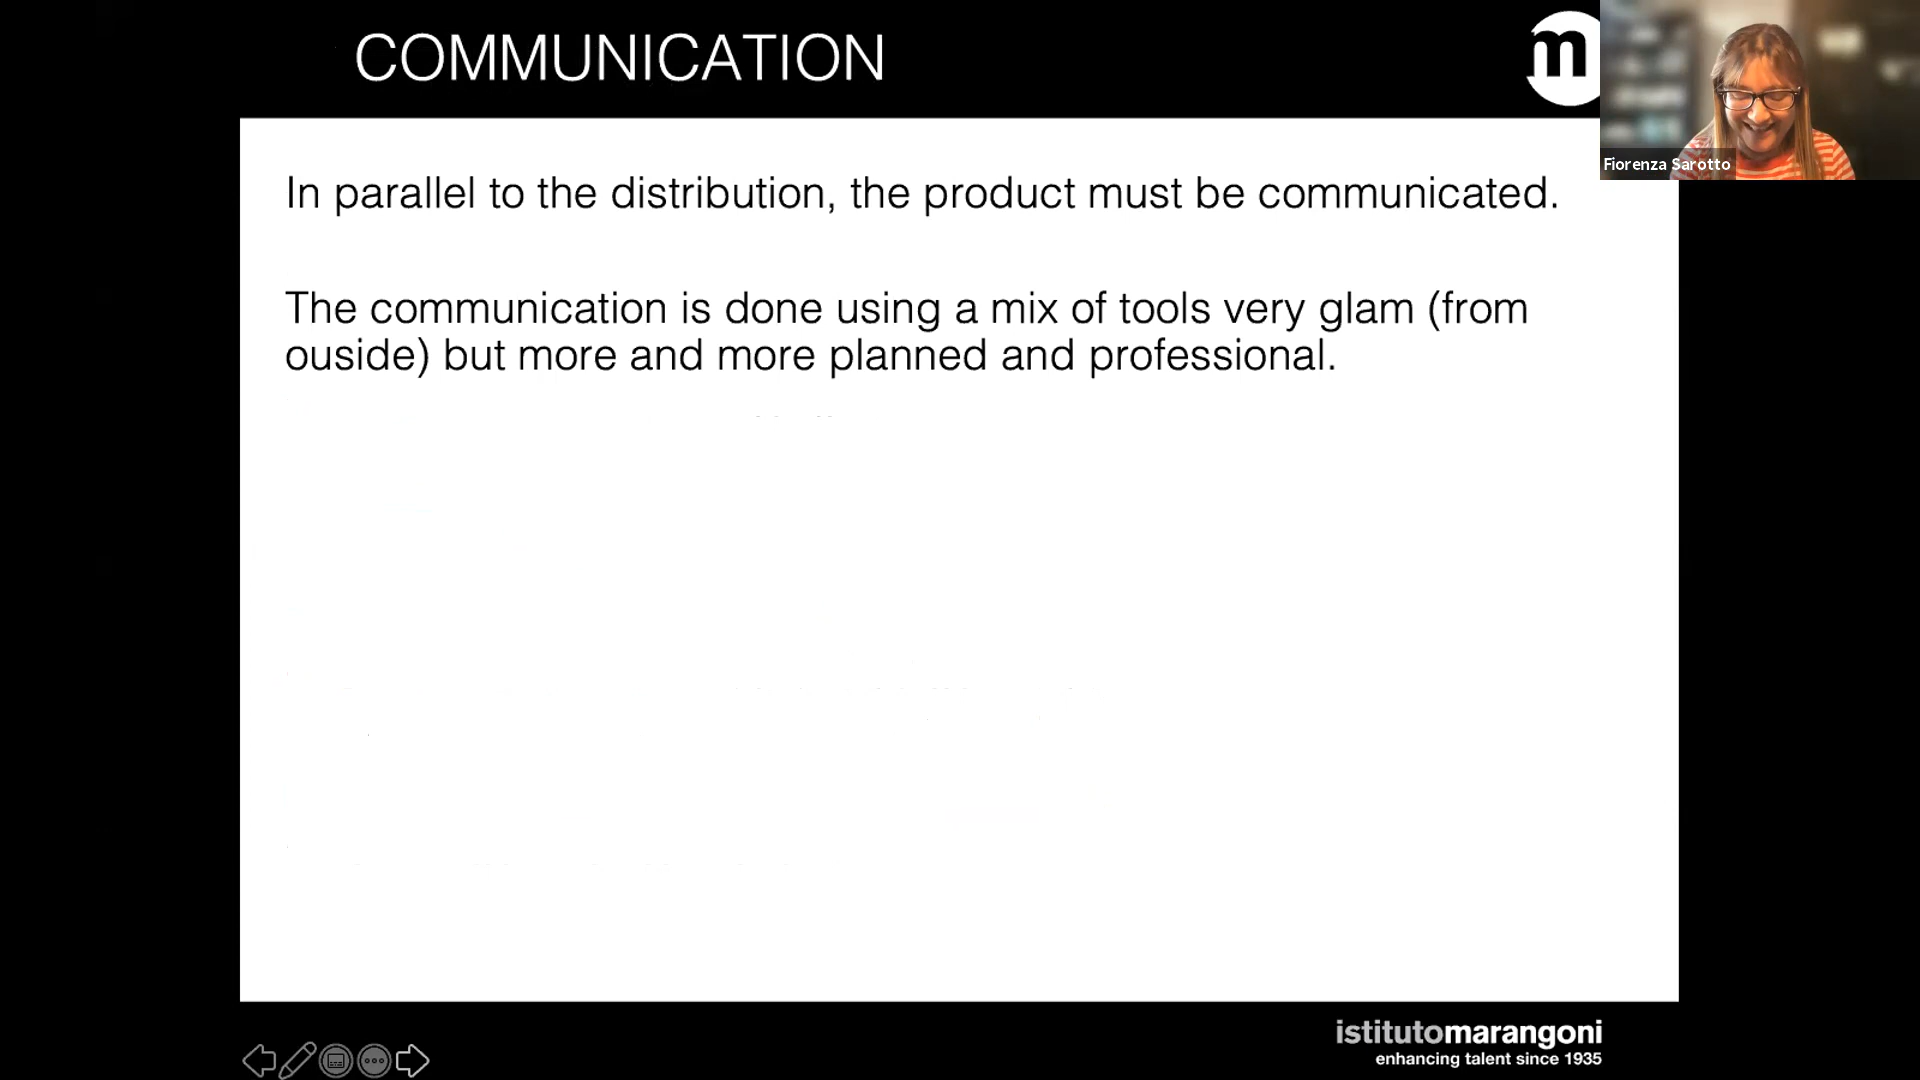 COMMUNICATION
m
Fiorenza Sarotto
In parallel to the distribution, the product must be communicated.
The communication is done using a mix of tools very glam (from
ouside) but more and more planned and professional.
istitutomarangoni
enhancing talent since 1935